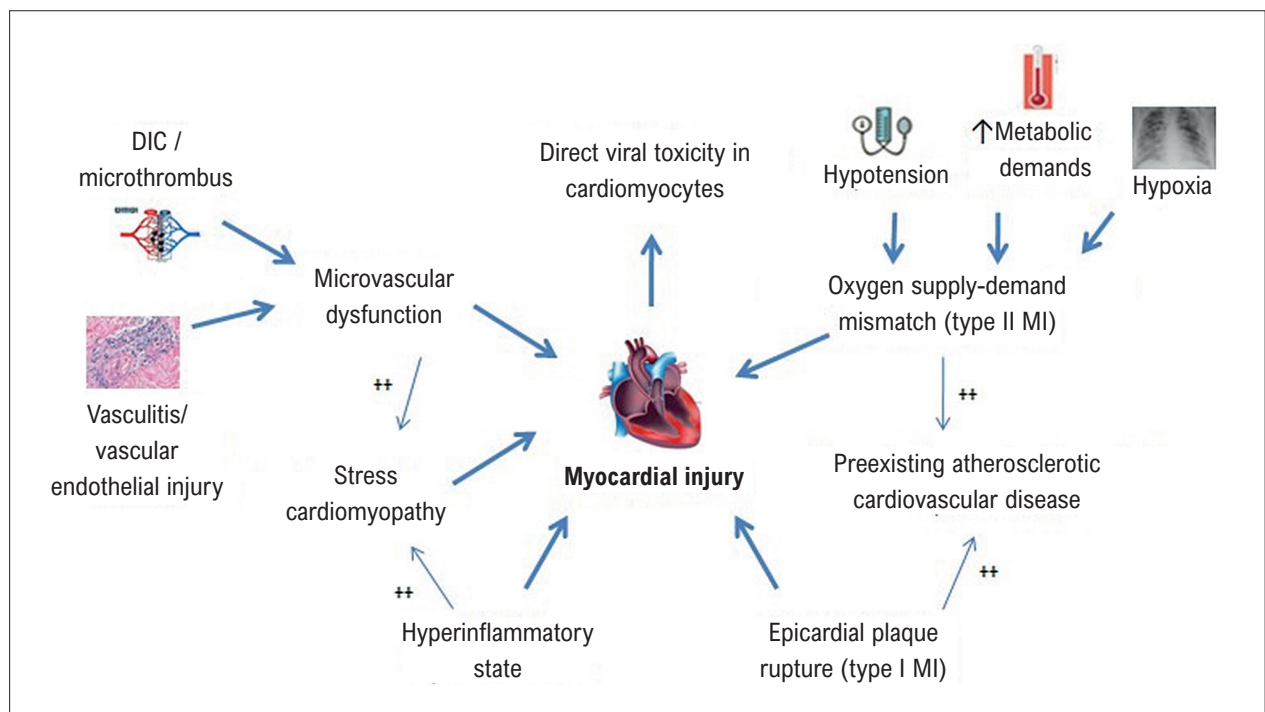 DIC /
microthrombus
Direct viral toxicity in
cardiomyocytes
Hypotension
↑Metabolic
demands
Hypoxia
Microvascular
dysfunction
Oxygen supply-demand
mismatch (type II MI)
Vasculitis/
vascular
endothelial injury
++
++
Stress
cardiomyopathy
Myocardial injury
Preexisting atherosclerotic
cardiovascular disease
++
++
Hyperinflammatory
state
Epicardial plaque
rupture (type I MI)